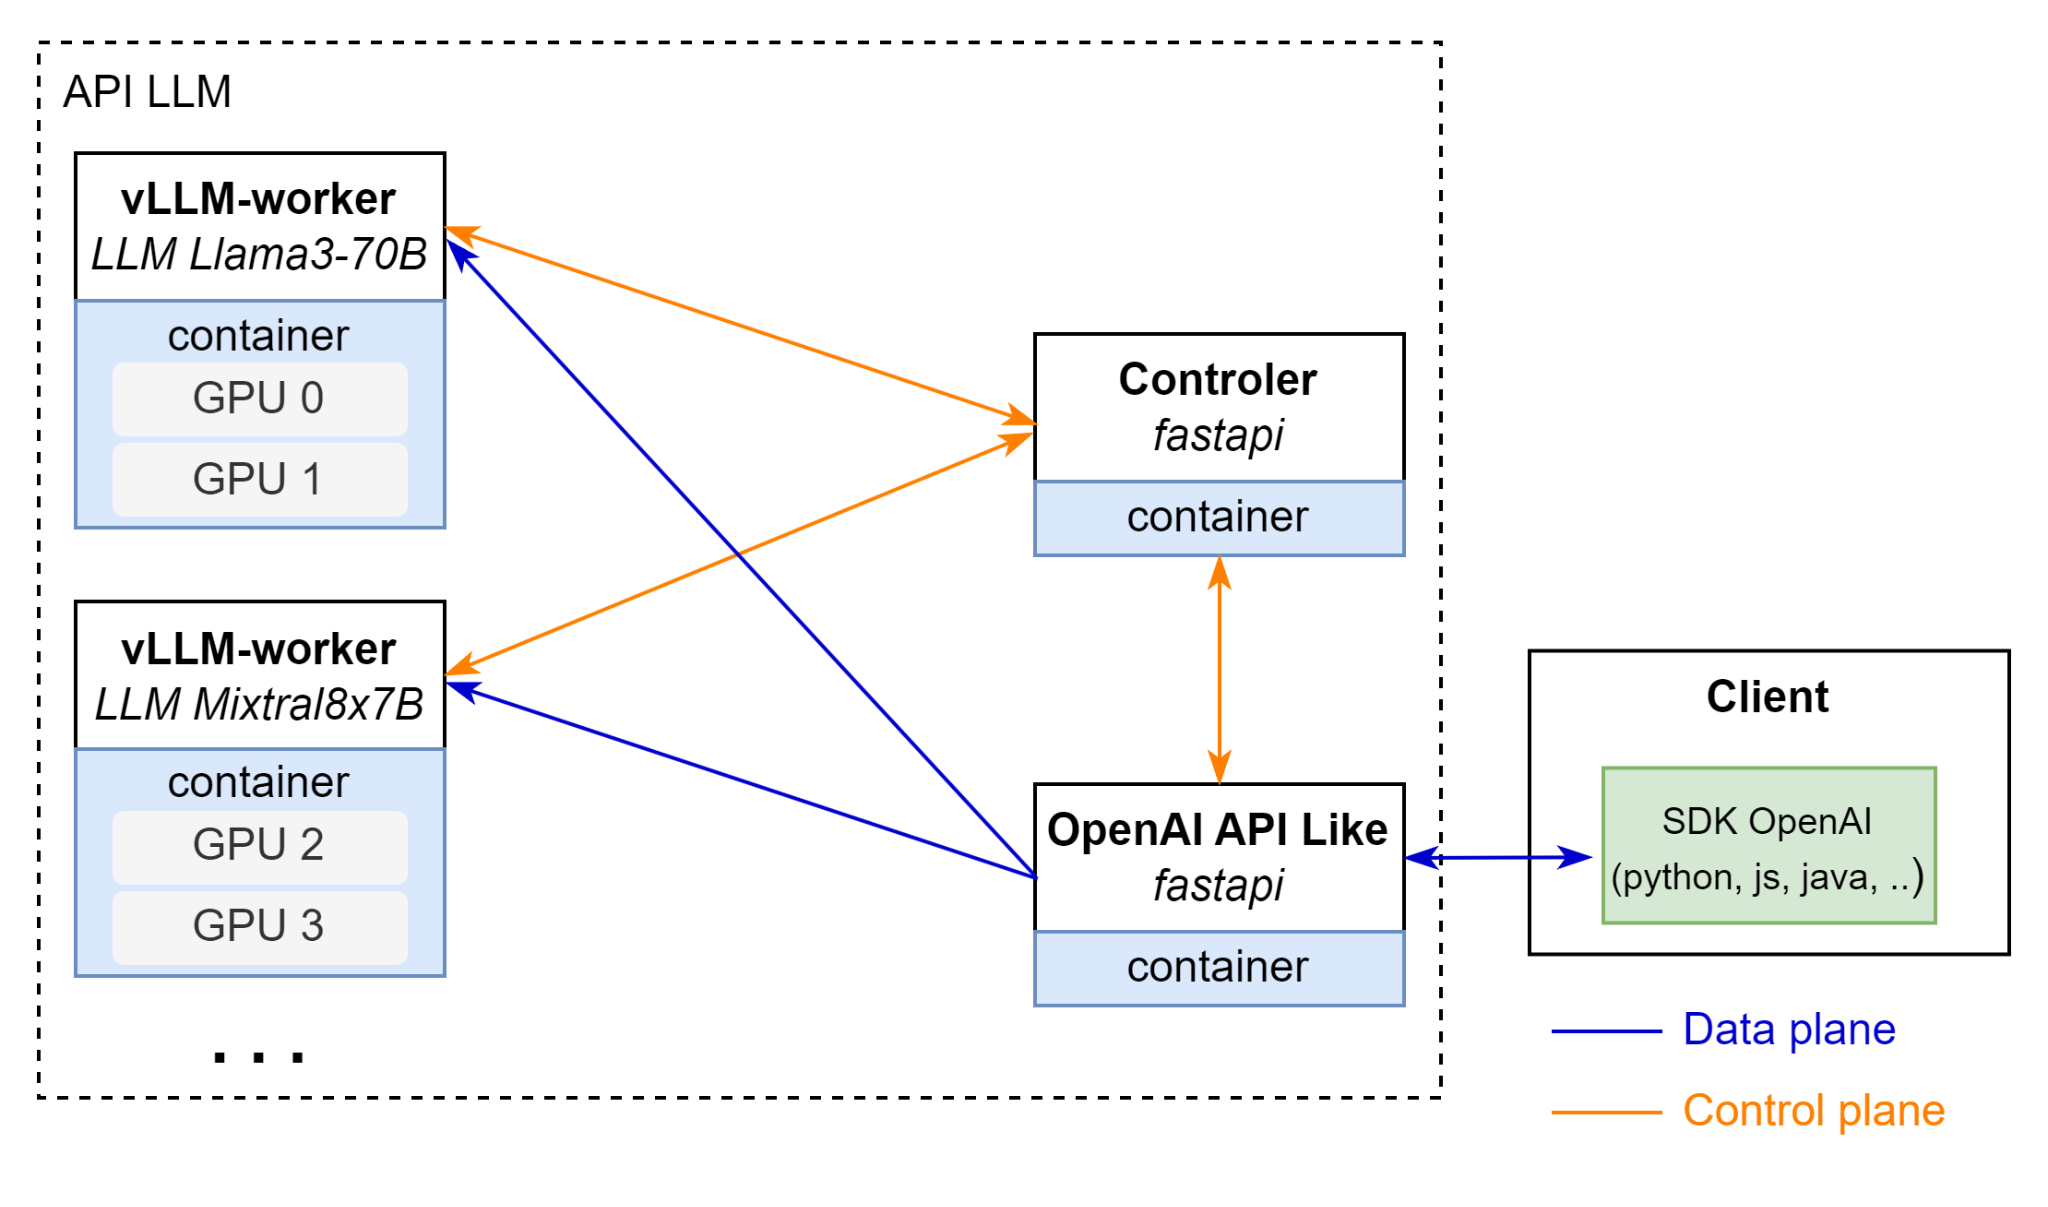 API LLM
vLLM-worker
LLM Llama3-70B
container
GPU 0
GPU 1
vLLM-worker
LLM Mixtral8x7B
container
GPU 2
GPU 3
. . .
Controler
fastapi
container
OpenAI API Like
fastapi
container
Client
SDK OpenAI
(python, js, java, ..)
Data plane
Control plane